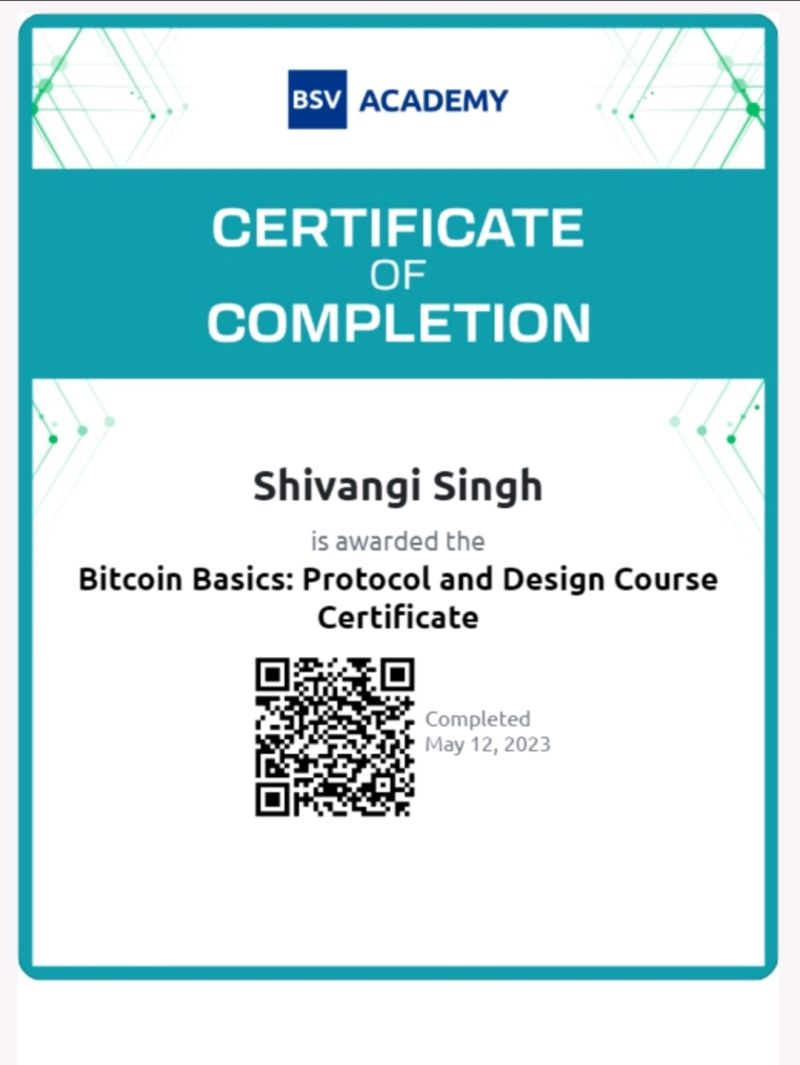 BSV ACADEMY
CERTIFICATE
OF
COMPLETION
Shivangi Singh
is awarded the
Bitcoin Basics: Protocol and Design Course
Certificate
Completed
May 12, 2023